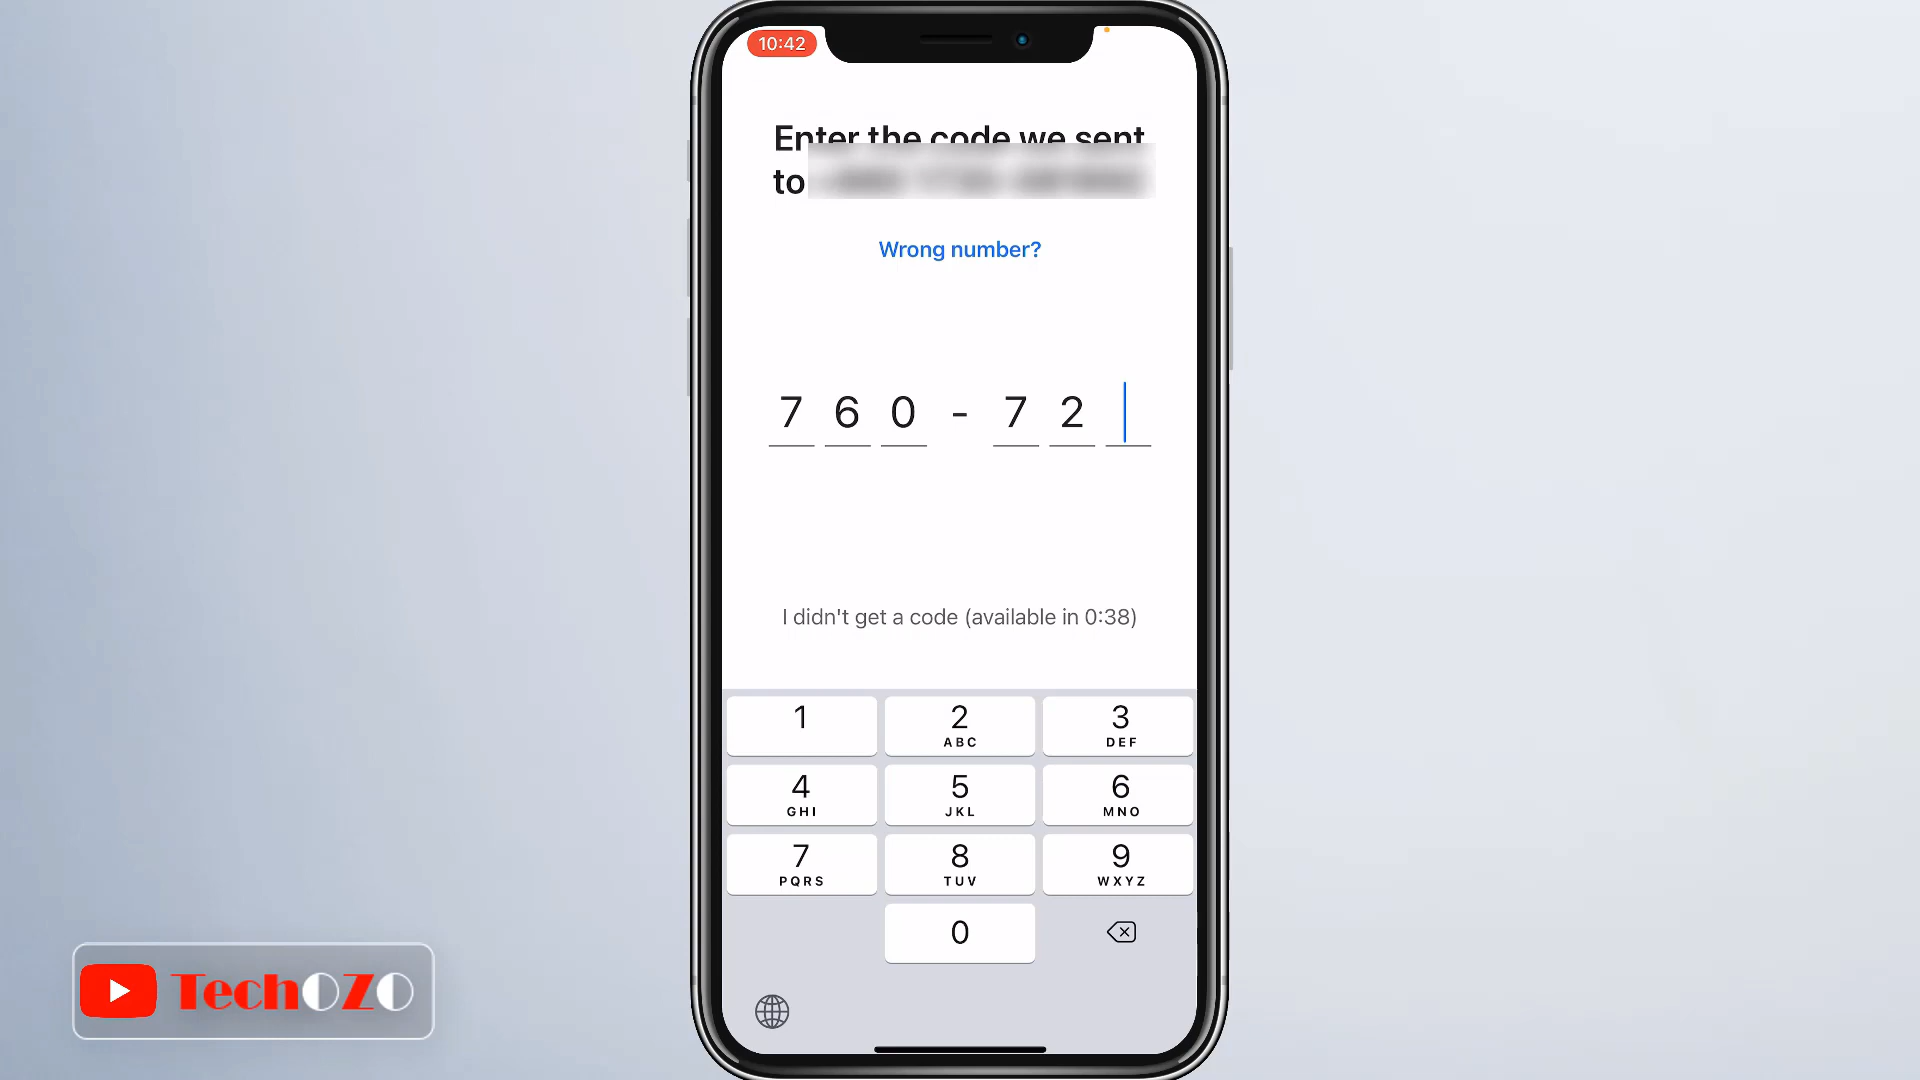 10:42
Enter the code we sent
to
Wrong number?
7 6 0 - 7 2
I didn't get a code (available in 0:38)
1
2
ABC
3
DEF
4
GHI
5
JKL
6
MNO
7
PQRS
8
TUV
9
WXYZ
0
TechOZO